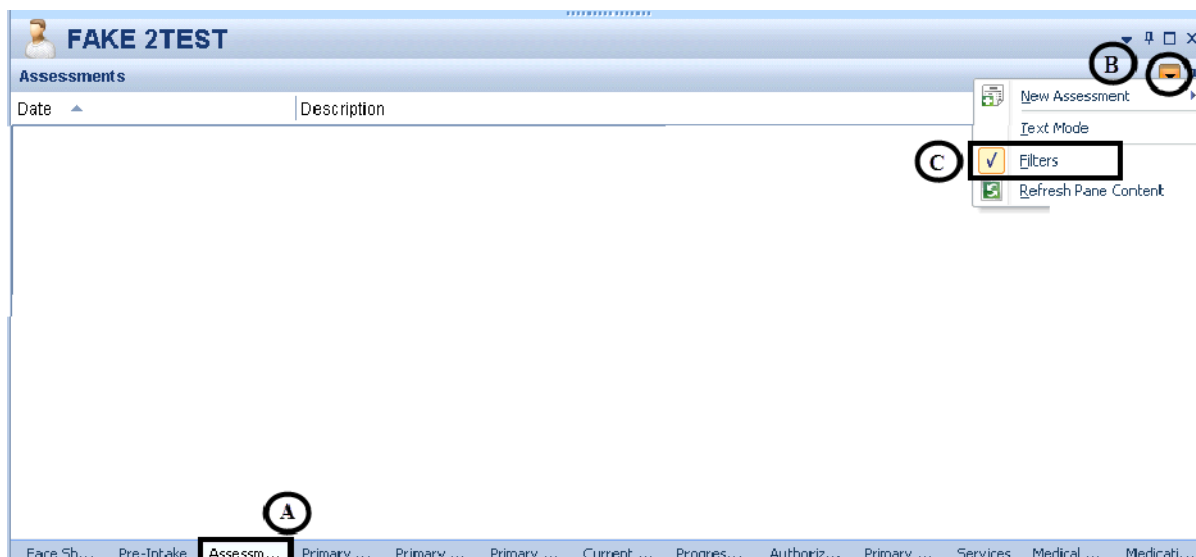 FAKE 2TEST
B
Assessments
Date Description
New Assessment
Text Mode
C
Filters
Refresh Pane Content
A
Face Sh... Pre-Intake Assessm... Primary ... Primary ... Primary ... Current ... Progres... Authoriz... Primary ... Services Medical ... Medicati...